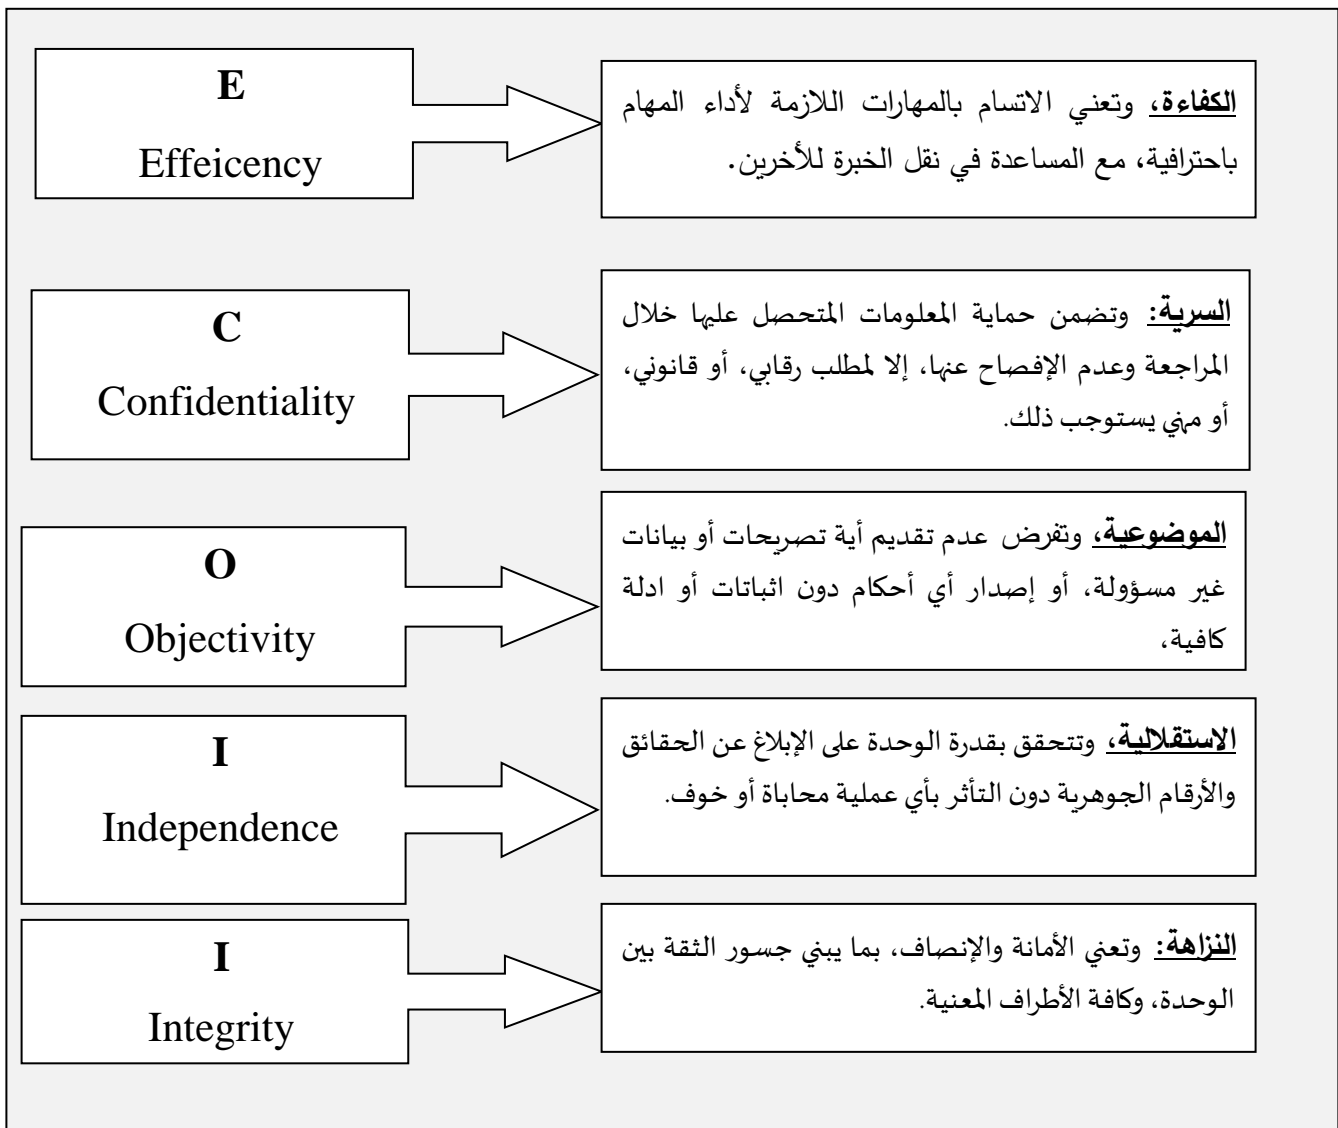 E
Effeicency
الكفاءة، وتعني الاتسام بالمهارات اللازمة لأداء المهام
باحترافية، مع المساعدة في نقل الخبرة للأخرين.
C
Confidentiality
السرية: وتضمن حماية المعلومات المتحصل عليها خلال
المراجعة وعدم الإفصاح عنها، إلا لمطلب رقابي، أو قانوني،
أو مهني يستوجب ذلك.
O
Objectivity
الموضوعية، وتفرض عدم تقديم أية تصريحات أو بيانات
غير مسؤولة، أو إصدار أي أحكام دون اثباتات أو ادلة
كافية،
I
Independence
الاستقلالية، وتتحقق بقدرة الوحدة على الإبلاغ عن الحقائق
والأرقام الجوهرية دون التأثر بأي عملية محاباة أو خوف.
I
Integrity
النزاهة: وتعني الأمانة والإنصاف، بما يبني جسور الثقة بين
الوحدة، وكافة الأطراف المعنية.